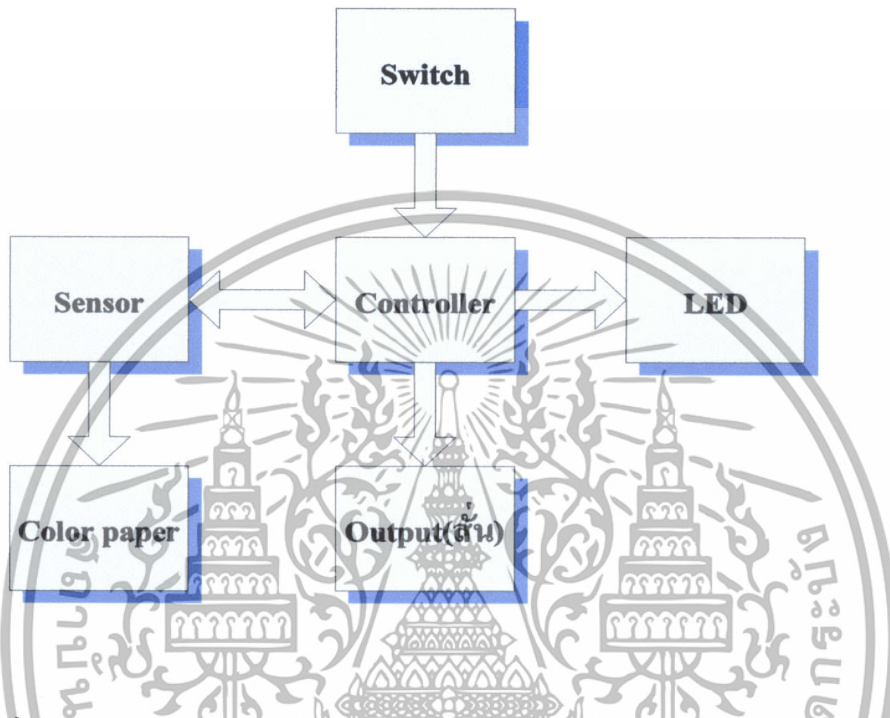 Switch
Sensor
Controller
LED
Color paper
Output(สั่น)